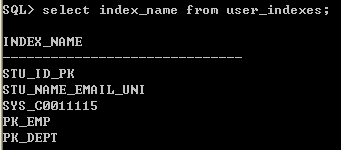 SQL> select index_name from user_indexes;
INDEX_NAME
------------------------------
STU_ID_PK
STU_NAME_EMAIL_UNI
SYS_C0011115
PK_EMP
PK_DEPT